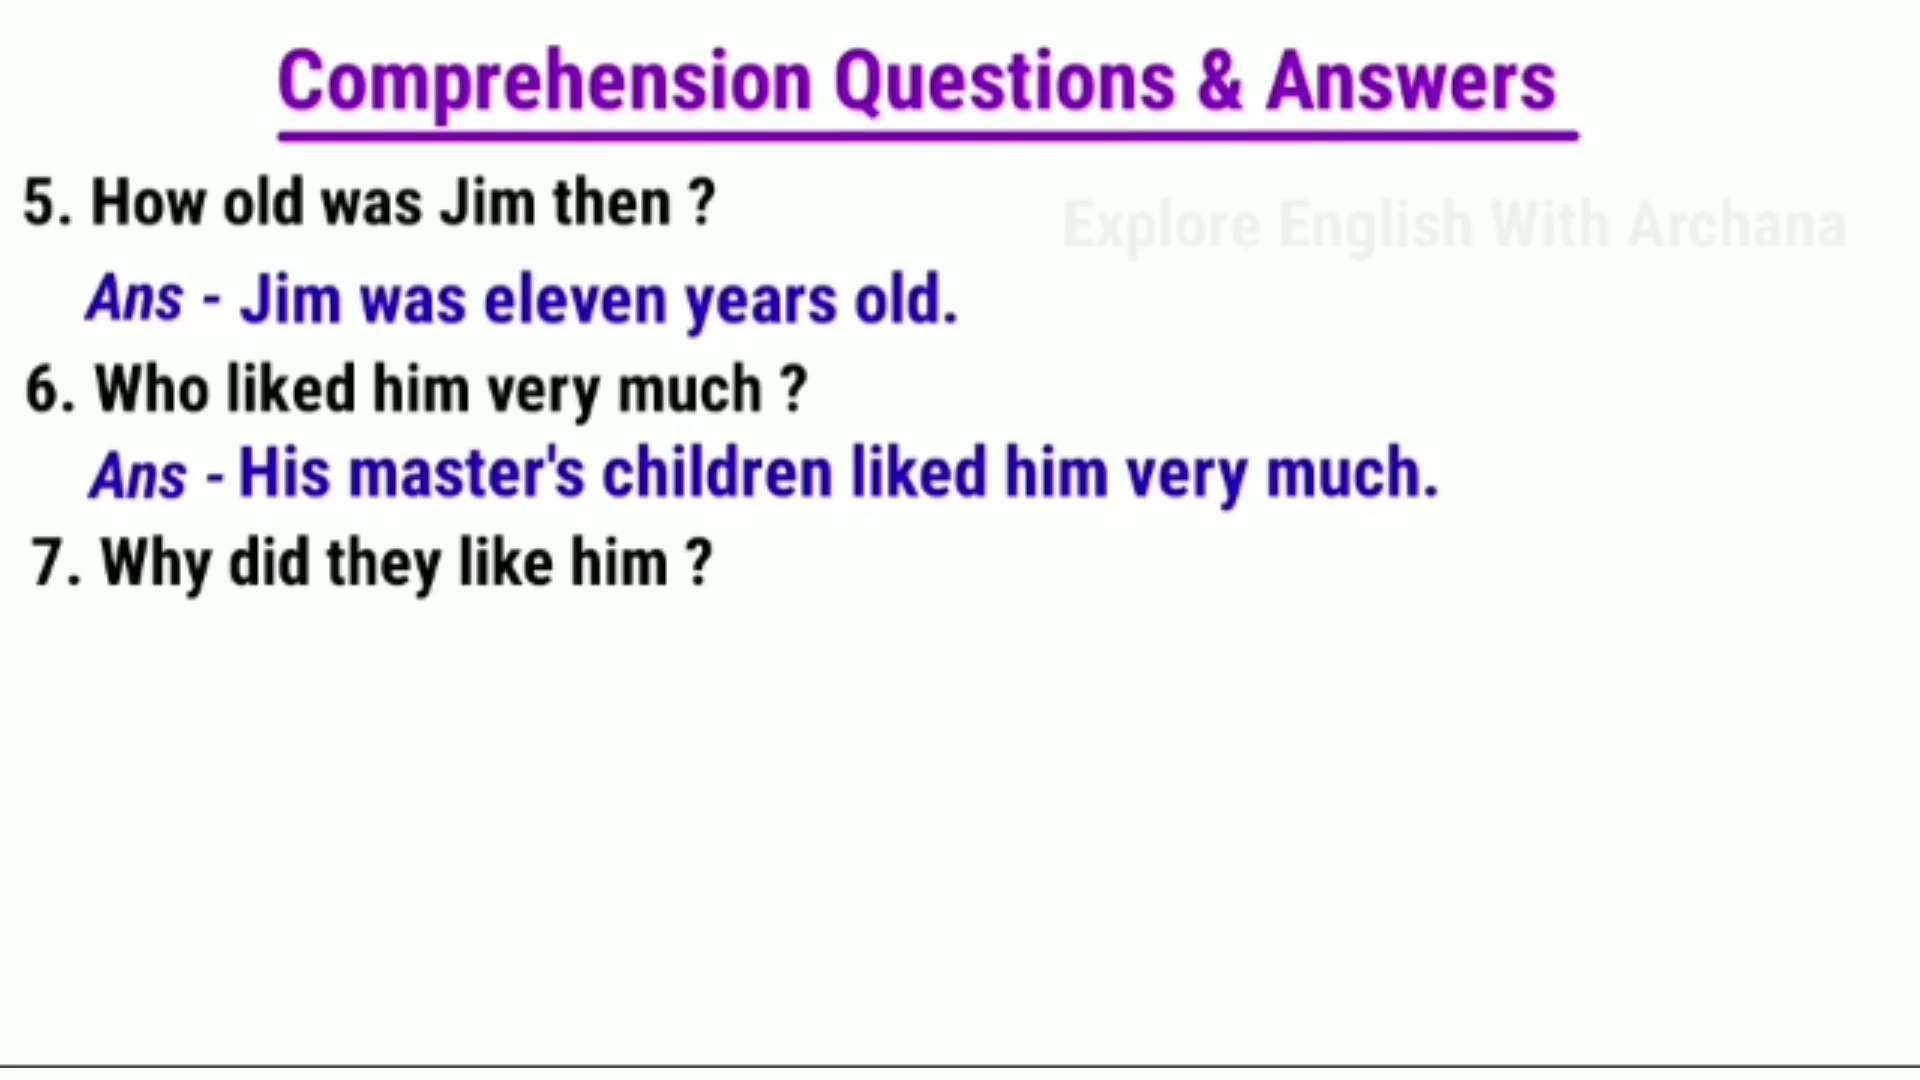 Comprehension Questions & Answers
5. How old was Jim then ?
Explore English With Archana
Ans - Jim was eleven years old.
6. Who liked him very much ?
Ans - His master's children liked him very much.
7. Why did they like him ?